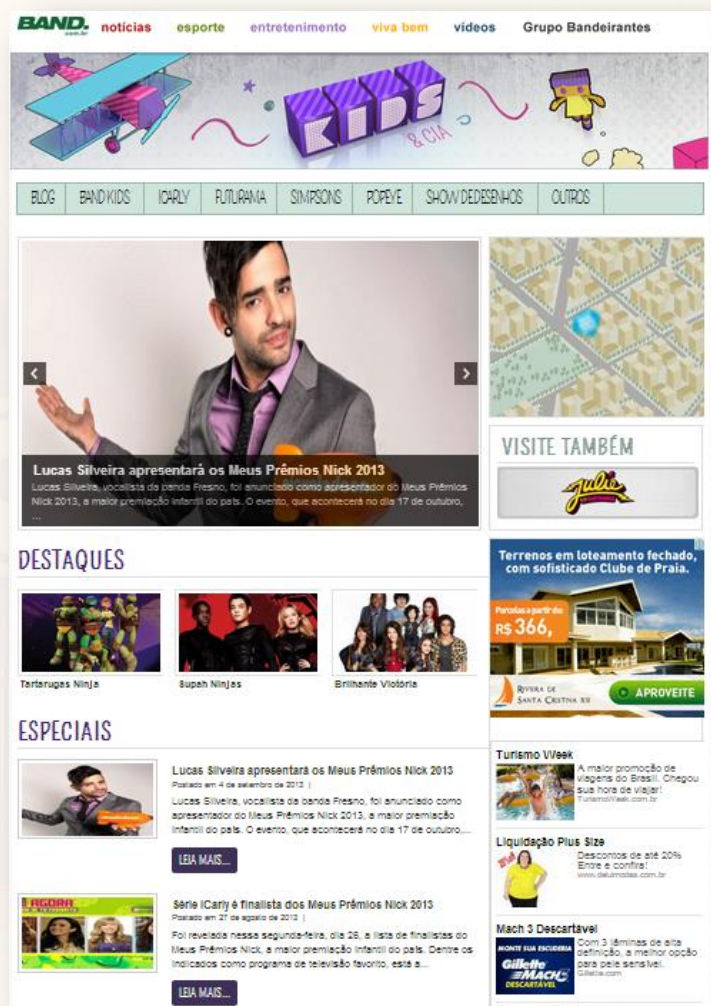 BAND.
com.br
notícias esporte entretenimento viva bem vídeos Grupo Bandeirantes
KIDS
& CIA
BLOG BAND KIDS ICARLY FUTURAMA SIMPSONS POPEYE SHOW DE DESENHOS OUTROS
Lucas Silveira apresentará os Meus Prêmios Nick 2013
Lucas Silveira, vocalista da banda Fresno, foi anunciado como apresentador do Meus Prêmios
Nick 2013, a maior premiação infantil do país. O evento, que acontecerá no dia 17 de outubro,
...
VISITE TAMBÉM
Julie
DESTAQUES
Tartarugas Ninja
Supah Ninjas
Brilhante Victória
Terrenos em loteamento fechado,
com sofisticado Clube de Praia.
Parcelas a partir de:
R$ 366,
RIVIERA DE
SANTA CRISTINA XIII
APROVEITE
ESPECIAIS
Lucas Silveira apresentará os Meus Prêmios Nick 2013
Postado em 4 de setembro de 2013 |
Lucas Silveira, vocalista da banda Fresno, foi anunciado como
apresentador do Meus Prêmios Nick 2013, a maior premiação
infantil do país. O evento, que acontecerá no dia 17 de outubro,...
LEIA MAIS...
AGORA
Série iCarly é finalista dos Meus Prêmios Nick 2013
Postado em 27 de agosto de 2013 |
Foi revelada nessa segunda-feira, dia 26, a lista de finalistas do
Meus Prêmios Nick, a maior premiação infantil do país. Dentre os
indicados como programa de televisão favorito, está a...
LEIA MAIS...
Turismo Week
A maior promoção de
viagens do Brasil. Chegou
sua hora de viajar!
TurismoWeek.com.br
Liquidação Plus Size
Descontos de até 20%
Entre e confira!
Mach 3 Descartável
MONTE SUA ESCUDERIA
Gillette
MACH3
DESCARTÁVEL
Com 3 lâminas de alta
definição, a melhor opção
para pele sensível.
Gillette.com